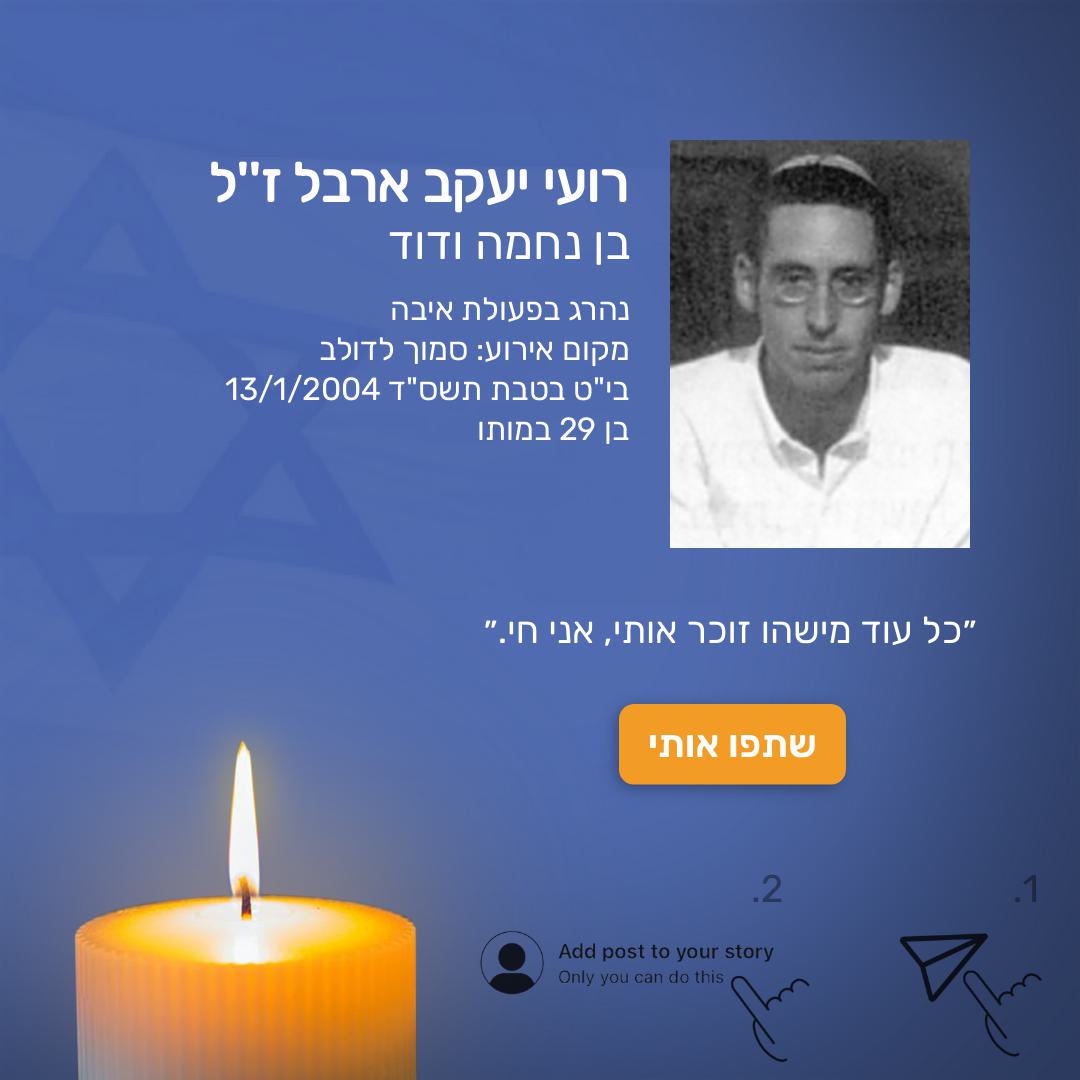 רועי יעקב ארבל ז"ל
בן נחמה ודוד
נהרג בפעולת איבה
מקום אירוע: סמוך לדולב
בי"ט בטבת תשס"ד 13/1/2004
בן 29 במותו
״כל עוד מישהו זוכר אותי, אני חי.״
שתפו אותי
1.
2.
Add post to your story
Only you can do this